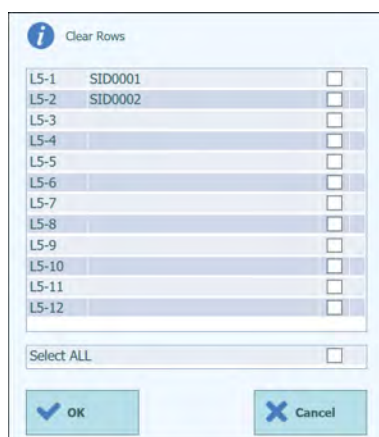 Clear Rows
L5-1 SID0001
L5-2 SID0002
L5-3
L5-4
L5-5
L5-6
L5-7
L5-8
L5-9
L5-10
L5-11
L5-12
Select ALL
OK
Cancel